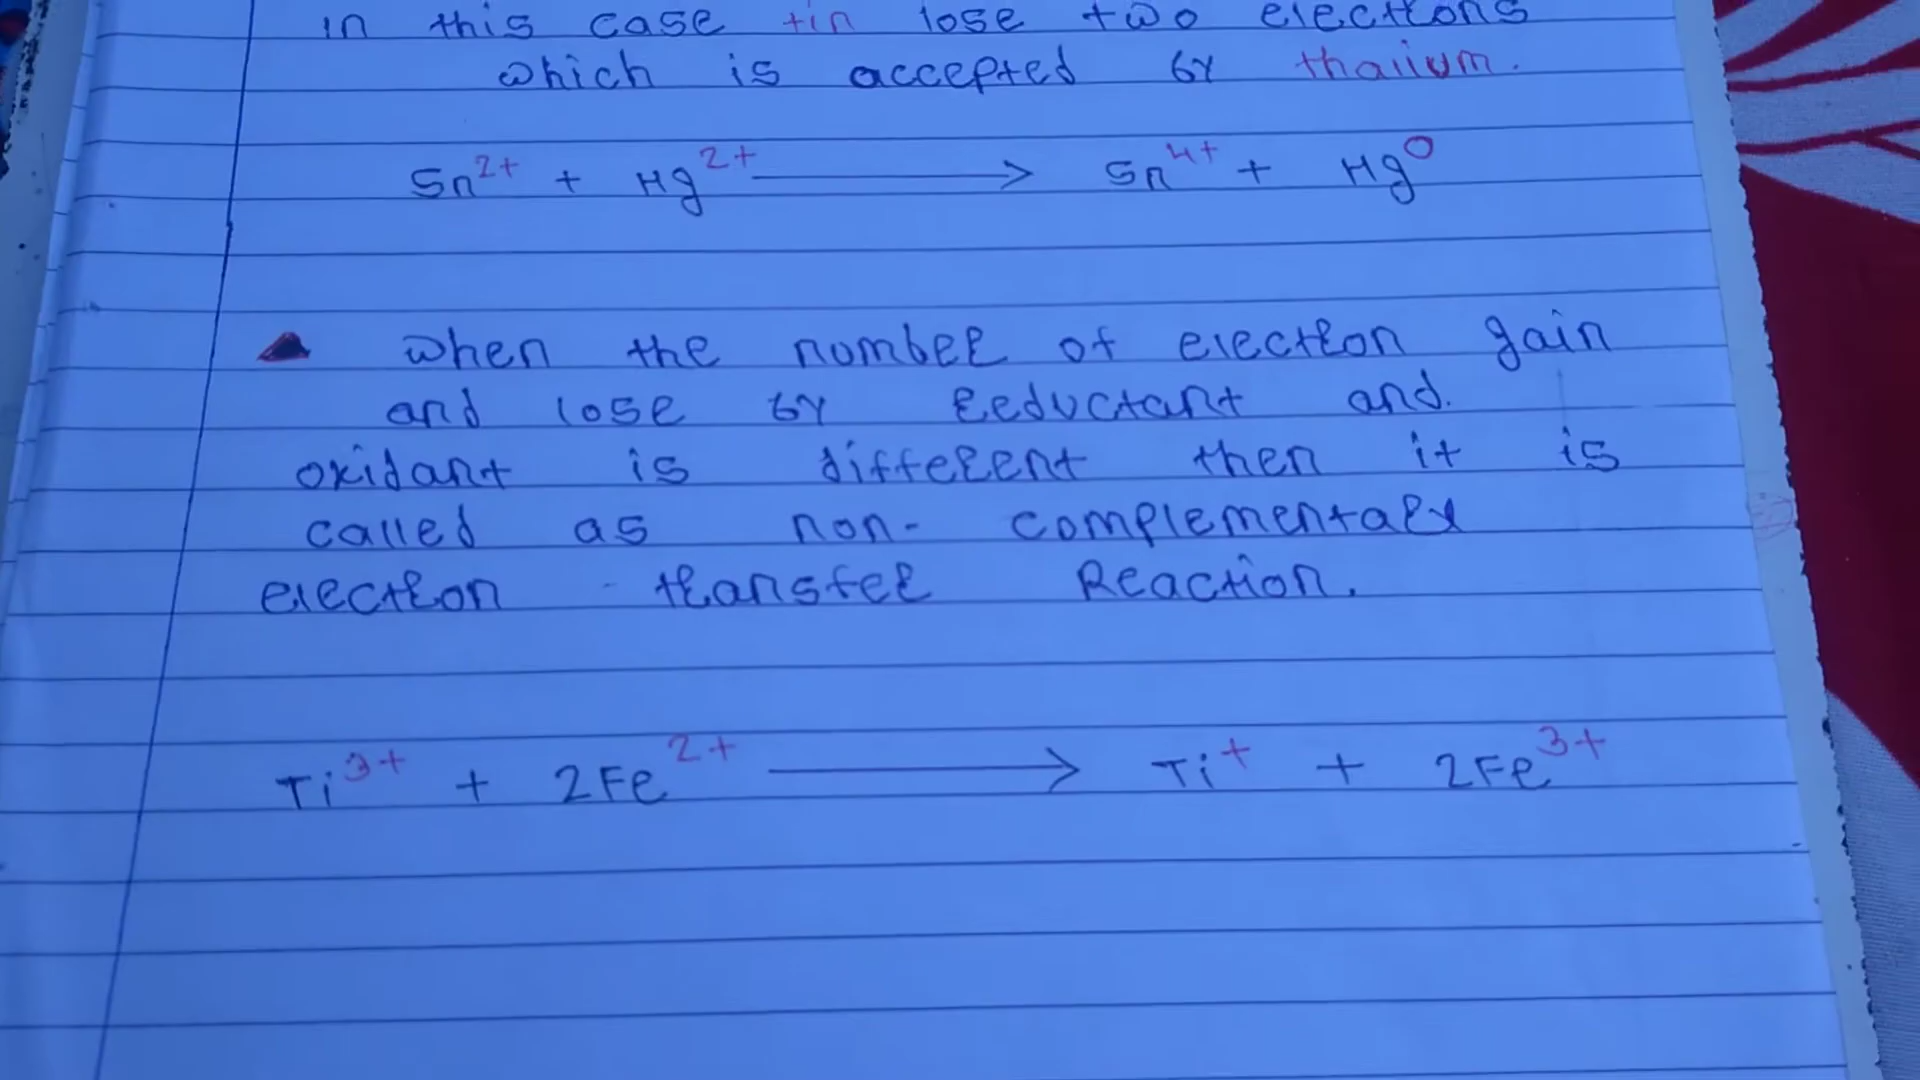 in this case tin lose two electrons
which is accepted by thalium.
Sn²⁺ + Hg²⁺ ⟶ Sn⁴⁺ + Hg⁰
when the number of electron gain
and lose by reductant and.
oxidant is different then it is
called as non- complementary
electron - transfer Reaction.
Ti³⁺ + 2Fe²⁺ ⟶ Ti⁺ + 2Fe³⁺